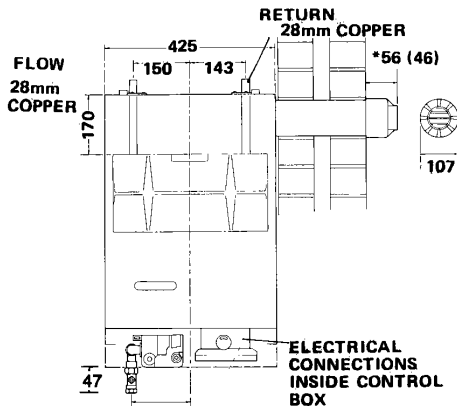 RETURN
28mm COPPER
425
*56 (46)
FLOW
150
143
28mm
COPPER
170
107
ELECTRICAL
CONNECTIONS
INSIDE CONTROL
BOX
47